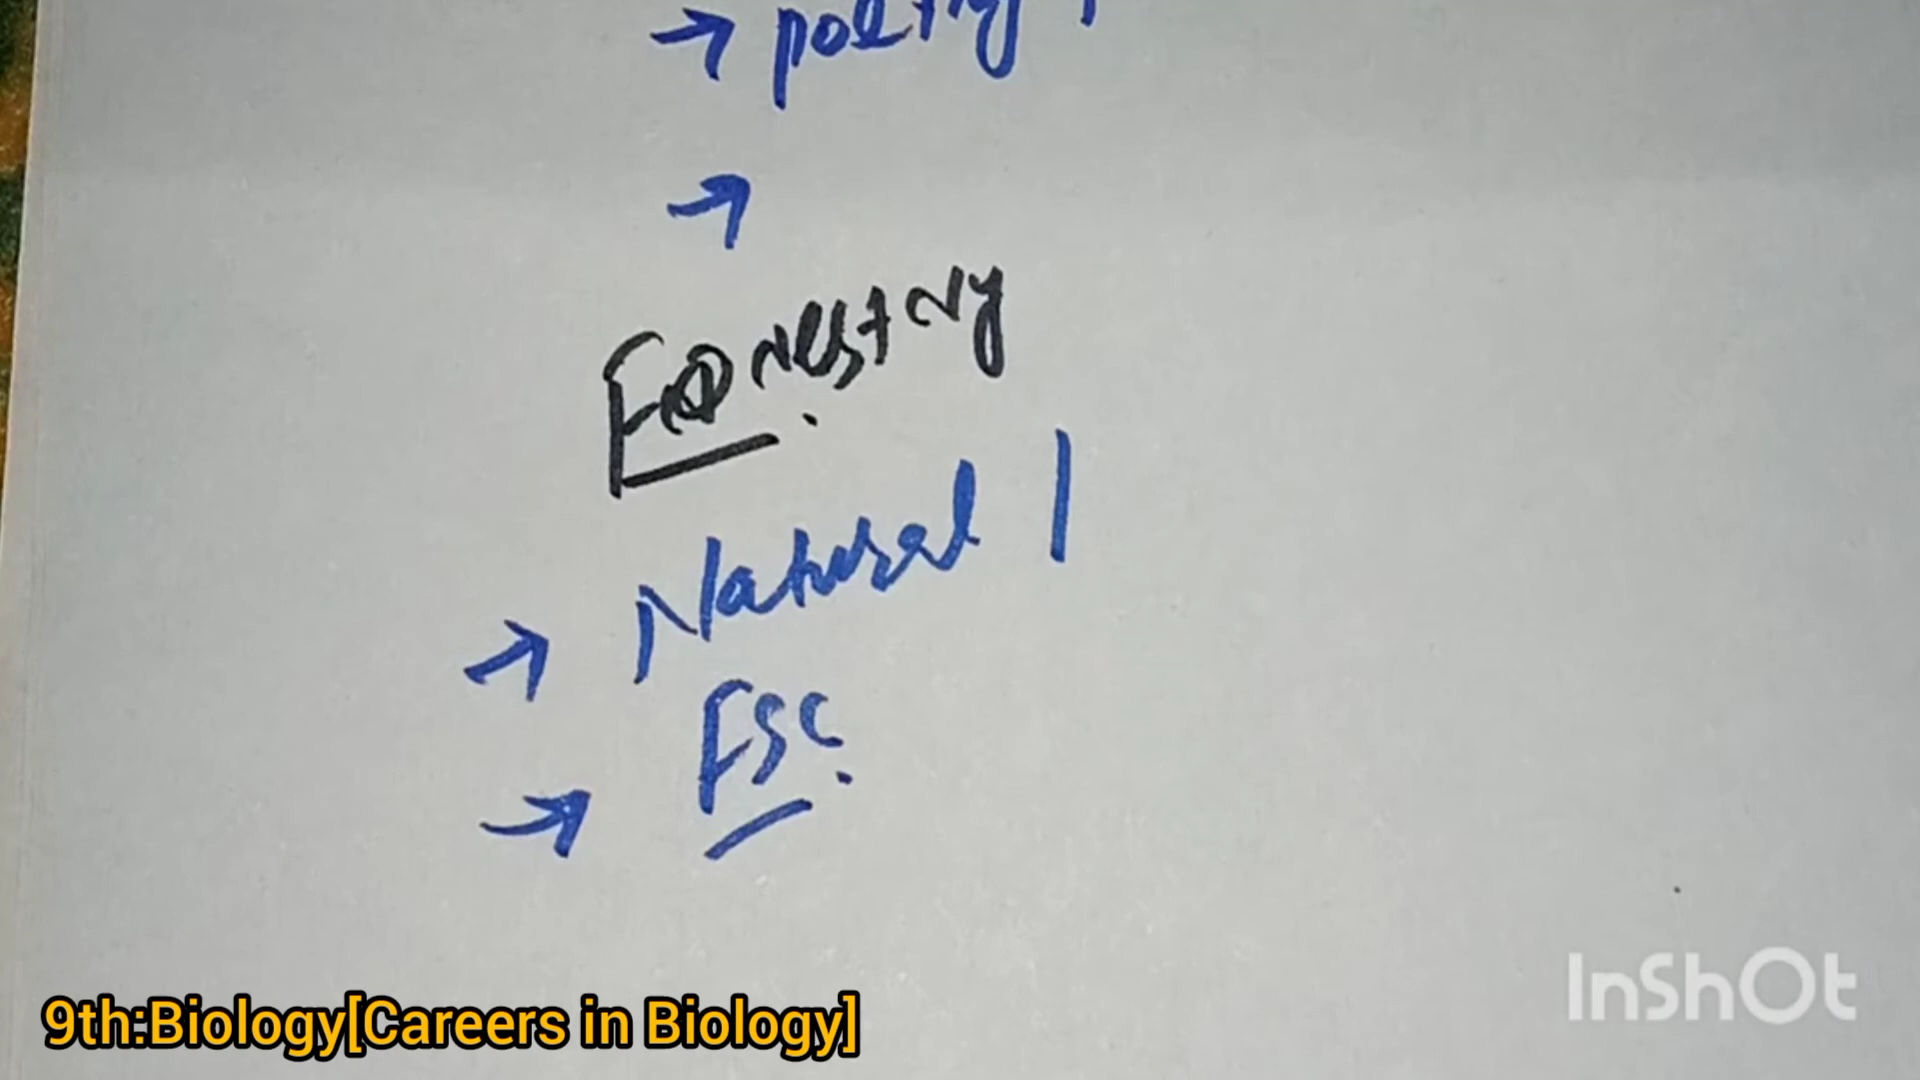 →
→
Forestry
→ Natural |
→ FSC.
InShOt
9th:Biology[Careers in Biology]